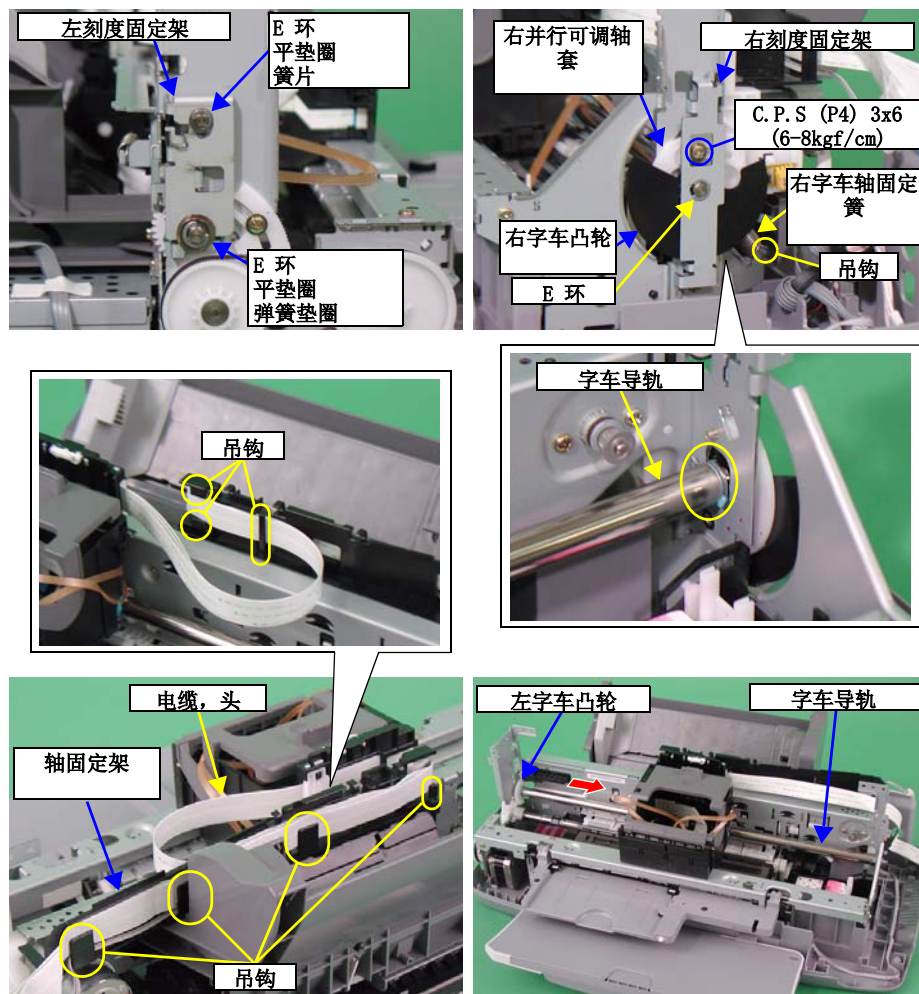 左刻度固定架
E 环
平垫圈
簧片
E 环
平垫圈
弹簧垫圈
右并行可调轴
套
右刻度固定架
C.P.S (P4) 3x6
(6-8kgf/cm)
右字车轴固定
簧
右字车凸轮
吊钩
E 环
字车导轨
吊钩
电缆，头
轴固定架
吊钩
左字车凸轮
字车导轨